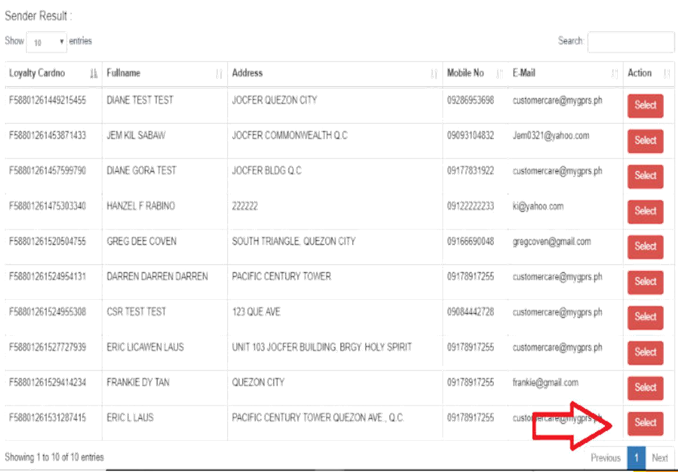 Sender Result :
Show 10 entries Search:
Loyalty Cardno Fullname Address Mobile No E-Mail Action
F58801261449215455 DIANE TEST TEST JOCFER QUEZON CITY 09286953698 customercare@mygprs.ph Select
F58801261453871433 JEM KIL SABAW JOCFER COMMONWEALTH Q.C 09093104832 Jem0321@yahoo.com Select
F58801261457599790 DIANE GORA TEST JOCFER BLDG Q.C 09177831922 customercare@mygprs.ph Select
F58801261475303340 HANZEL F RABINO 222222 09122222233 ki@yahoo.com Select
F58801261520504755 GREG DEE COVEN SOUTH TRIANGLE, QUEZON CITY 09166690048 gregcoven@gmail.com Select
F58801261524954131 DARREN DARREN DARREN PACIFIC CENTURY TOWER 09178917255 customercare@mygprs.ph Select
F58801261524955308 CSR TEST TEST 123 QUE AVE 09084442728 customercare@mygprs.ph Select
F58801261527727939 ERIC LICAWEN LAUS UNIT 103 JOCFER BUILDING. BRGY HOLY SPIRIT 09178917255 customercare@mygprs.ph Select
F58801261529414234 FRANKIE DY TAN QUEZON CITY 09178917255 frankie@gmail.com Select
F58801261531287415 ERIC L LAUS PACIFIC CENTURY TOWER QUEZON AVE., Q.C. 09178917255 customercare@mygprs.ph Select
Showing 1 to 10 of 10 entries Previous 1 Next